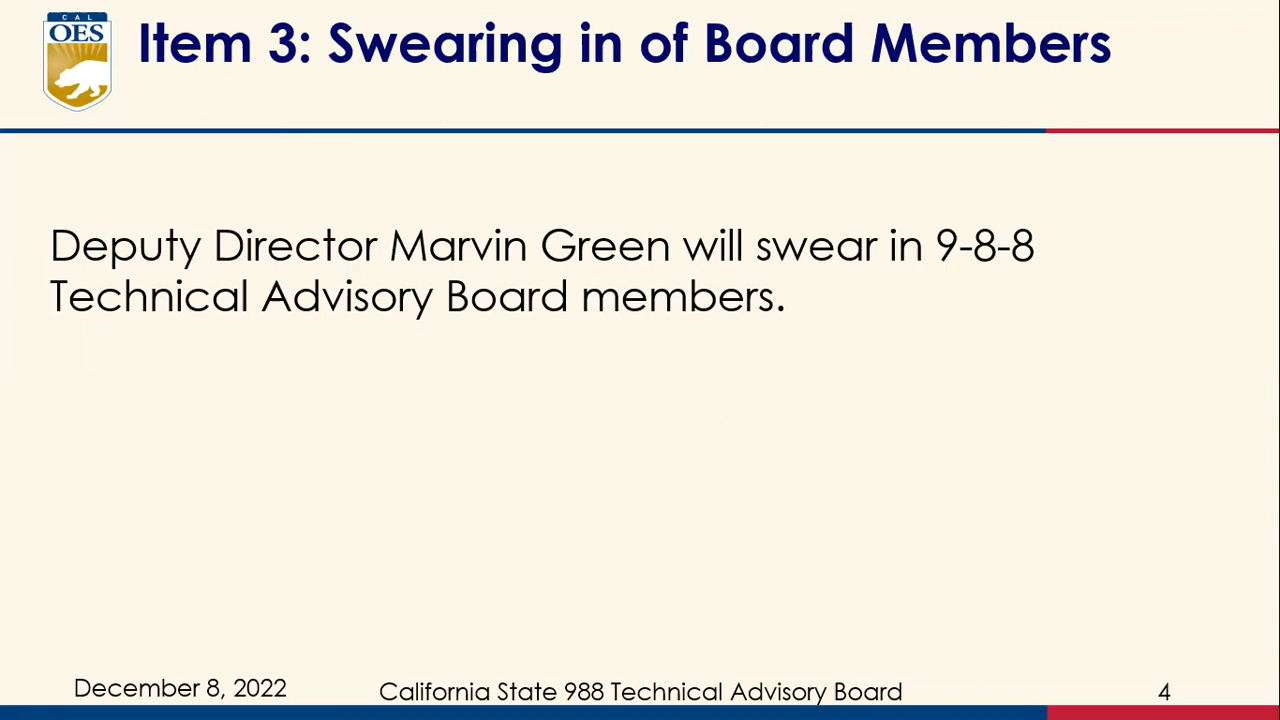 CAL
OES
Item 3: Swearing in of Board Members
Deputy Director Marvin Green will swear in 9-8-8
Technical Advisory Board members.
December 8, 2022
California State 988 Technical Advisory Board
4